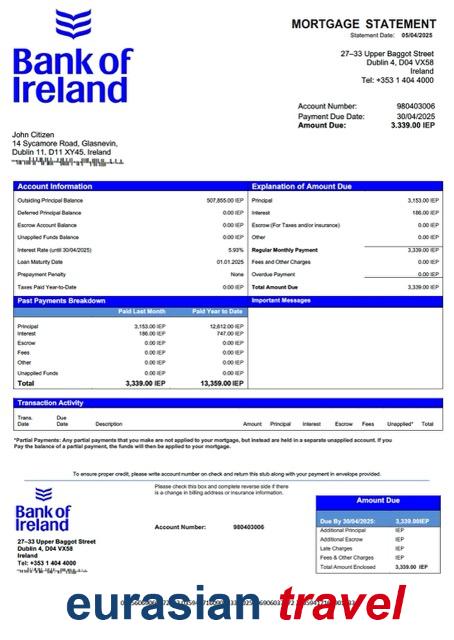 MORTGAGE STATEMENT
Statement Date: 05/04/2025
Bank of
Ireland
27–33 Upper Baggot Street
Dublin 4, D04 VX58
Ireland
Tel: +353 1 404 4000
Account Number: 980403006
Payment Due Date: 30/04/2025
Amount Due: 3.339.00 IEP
John Citizen
14 Sycamore Road, Glasnevin,
Dublin 11, D11 XY45, Ireland
Account Information
Outsiding Principal Balance 507,855.00 IEP
Deferred Principal Balance 0.00 IEP
Escrow Account Balance 0.00 IEP
Unapplied Funds Balance 0.00 IEP
Interest Rate (until 30/04/2025) 5.93%
Loan Maturity Date 01.01.2025
Prepayment Penalty None
Taxes Paid Year-to-Date 0.00 IEP
Explanation of Amount Due
Principal 3,153.00 IEP
Interest 186.00 IEP
Escrow (For Taxes and/or insurance) 0.00 IEP
Other 0.00 IEP
Regular Monthly Payment 3,339.00 IEP
Fees and Other Charges 0.00 IEP
Overdue Payment 0.00 IEP
Total Amount Due 3,339.00 IEP
Past Payments Breakdown
Paid Last Month Paid Year to Date
Principal 3,153.00 IEP 12,612.00 IEP
Interest 186.00 IEP 747.00 IEP
Escrow 0.00 IEP 0.00 IEP
Fees 0.00 IEP 0.00 IEP
Other 0.00 IEP 0.00 IEP
Unapplied Funds 0.00 IEP 0.00 IEP
Total 3,339.00 IEP 13,359.00 IEP
Important Messages
Transaction Activity
Trans. Date Due Date Description Amount Principal Interest Escrow Fees Unapplied* Total
*Partial Payments: Any partial payments that you make are not applied to your mortgage, but instead are held in a separate unapplied account. If you
Pay the balance of a partial payment, the funds will then be applied to your mortgage.
To ensure proper credit, please write account number on check and return this stub along with your payment in envelope provided.
Bank of
Ireland
Please check this box and complete reverse side if there
is a change in billing address or insurance information.
Account Number: 980403006
27–33 Upper Baggot Street
Dublin 4, D04 VX58
Ireland
Tel: +353 1 404 4000
Amount Due
Due By 30/04/2025: 3,339.00IEP
Additional Principal IEP
Additional Escrow IEP
Late Charges IEP
Fees & Other Charges IEP
Total Amount Enclosed 3,339.00 IEP
eurasian travel